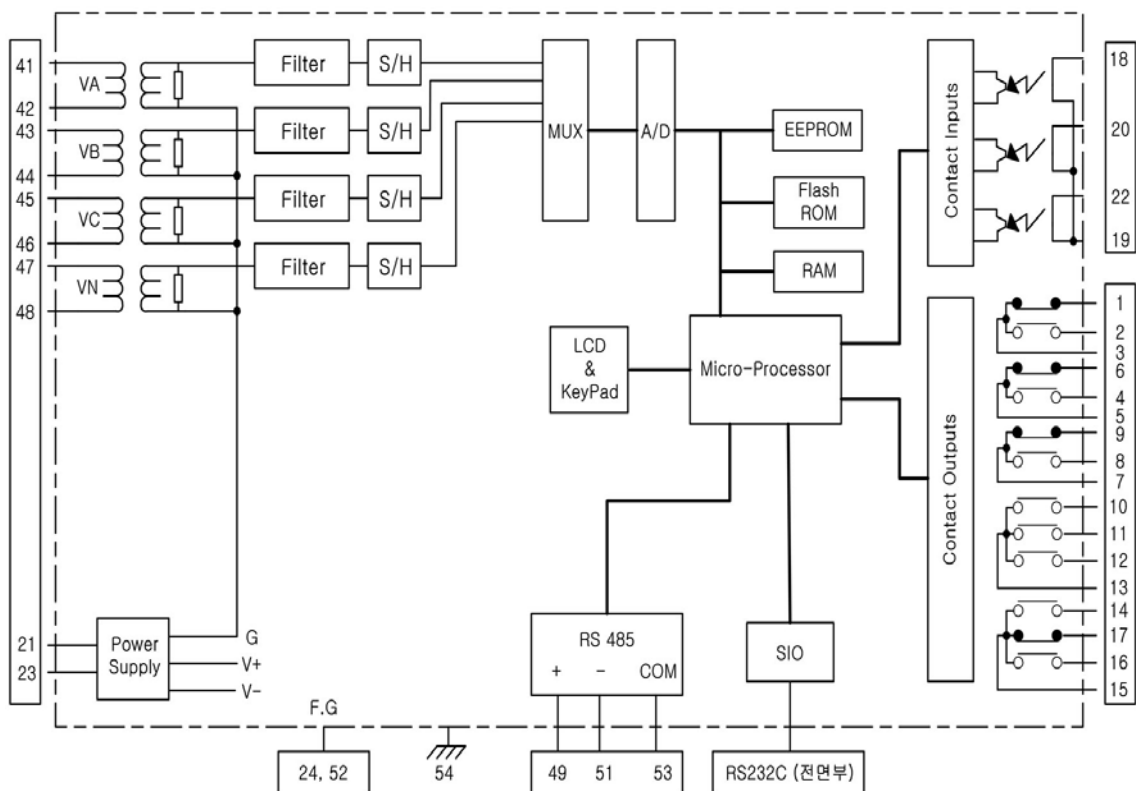 41
42
43
44
45
46
47
48
21
23
VA
VB
VC
VN
Filter
S/H
Filter
S/H
Filter
S/H
Filter
S/H
MUX
A/D
EEPROM
Flash
ROM
RAM
Micro-Processor
LCD
&
KeyPad
Contact Inputs
18
20
22
19
Contact Outputs
1
2
3
6
4
5
9
8
7
10
11
12
13
14
17
16
15
Power
Supply
G
V+
V-
RS 485
+ - COM
SIO
F.G
24, 52
54
49 51 53
RS232C (전면부)